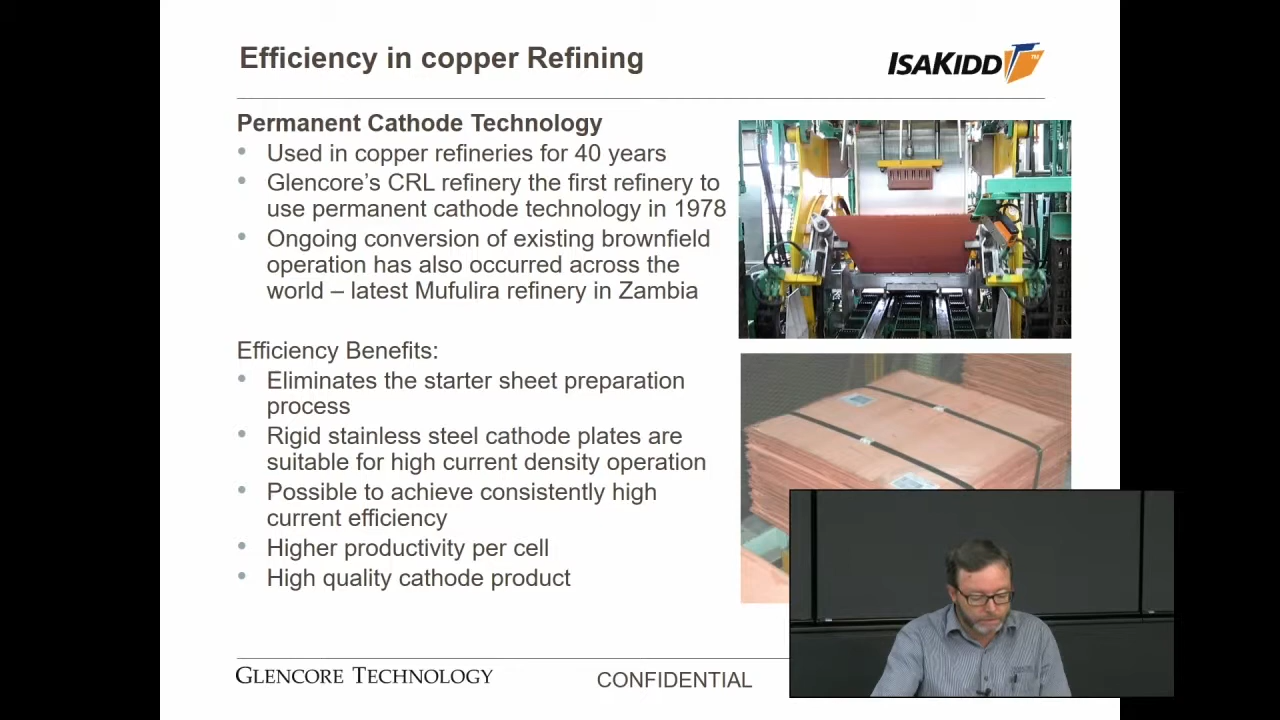 Efficiency in copper Refining
ISAKIDD
TM
Permanent Cathode Technology
• Used in copper refineries for 40 years
• Glencore’s CRL refinery the first refinery to
use permanent cathode technology in 1978
• Ongoing conversion of existing brownfield
operation has also occurred across the
world – latest Mufulira refinery in Zambia
Efficiency Benefits:
• Eliminates the starter sheet preparation
process
• Rigid stainless steel cathode plates are
suitable for high current density operation
• Possible to achieve consistently high
current efficiency
• Higher productivity per cell
• High quality cathode product
GLENCORE TECHNOLOGY
CONFIDENTIAL